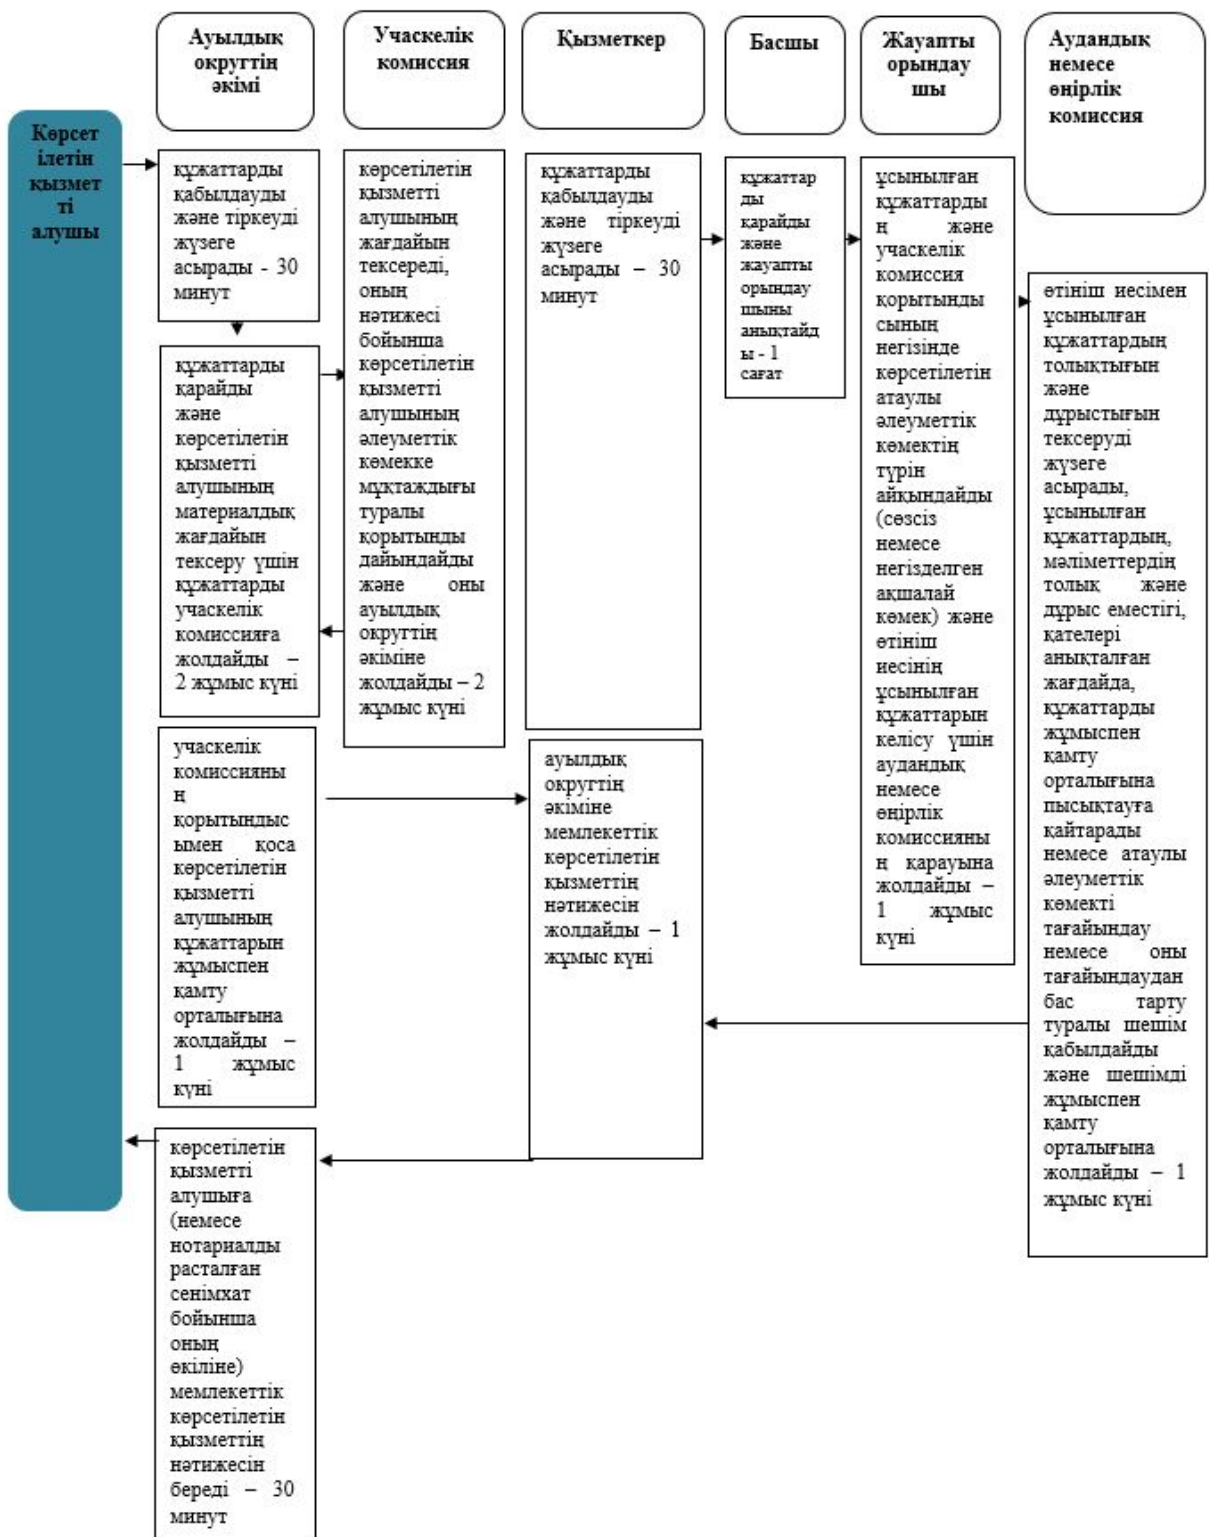 Ауылдық
округтің
әкімі
Учаскелік
комиссия
Қызметкер
Басшы
Жауапты
орындау
шы
Аудандық
немесе
өңірлік
комиссия
Көрсет
ілетін
қызмет
ті
алушы
құжаттарды
қабылдауды
және тіркеуді
жүзеге
асырады - 30
минут
құжаттарды
қарайды
және
көрсетілетін
қызметті
алушының
материалдық
жағдайын
тексеру үшін
құжаттарды
учаскелік
комиссияға
жолдайды –
2 жұмыс күні
учаскелік
комиссияны
ң
қорытындыс
ымен қоса
көрсетілетін
қызметті
алушының
құжаттарын
жұмыспен
қамту
орталығына
жолдайды –
1 жұмыс
күні
көрсетілетін
қызметті
алушыға
(немесе
нотариалды
расталған
сенімхат
бойынша
оның
өкіліне)
мемлекеттік
көрсетілетін
қызметтің
нәтижесін
береді – 30
минут
көрсетілетін
қызметті
алушының
жағдайын
тексереді,
оның
нәтижесі
бойынша
көрсетілетін
қызметті
алушының
әлеуметтік
көмекке
мұқтаждығы
туралы
қорытынды
дайындайды
және оны
ауылдық
округтің
әкіміне
жолдайды – 2
жұмыс күні
құжаттарды
қабылдауды
және тіркеуді
жүзеге
асырады – 30
минут
ауылдық
округтің
әкіміне
мемлекеттік
көрсетілетін
қызметтің
нәтижесін
жолдайды – 1
жұмыс күні
құжаттар
ды
қарайды
және
жауапты
орындау
шыны
анықтайд
ы - 1
сағат
ұсынылған
құжаттарды
ң және
учаскелік
комиссия
қорытынды
сының
негізінде
көрсетілетін
атаулы
әлеуметтік
көмектің
түрін
айқындайды
(сөзсіз
немесе
негізделген
ақшалай
көмек) және
өтініш
иесінің
ұсынылған
құжаттарын
келісу үшін
аудандық
немесе
өңірлік
комиссияны
ң қарауына
жолдайды –
1 жұмыс
күні
өтініш иесімен
ұсынылған
құжаттардың
толықтығын
және
дұрыстығын
тексеруді
жүзеге
асырады,
ұсынылған
құжаттардың,
мәліметтердің
толық және
дұрыс еместігі,
қателері
анықталған
жағдайда,
құжаттарды
жұмыспен
қамту
орталығына
пысықтауға
қайтарады
немесе атаулы
әлеуметтік
көмекті
тағайындау
немесе оны
тағайындаудан
бас тарту
туралы шешім
қабылдайды
және шешімді
жұмыспен
қамту
орталығына
жолдайды – 1
жұмыс күні